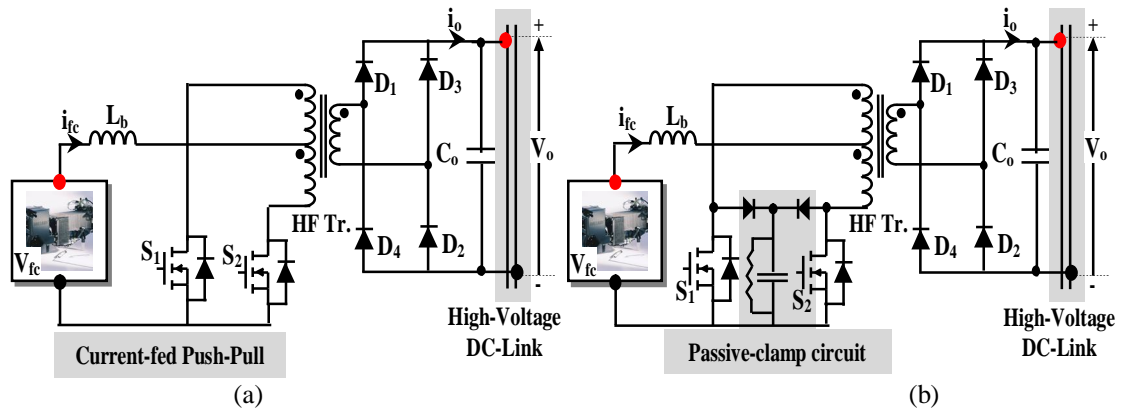 i_o
+
D_1
D_3
i_fc
L_b
C_o
V_o
HF Tr.
V_fc
S_1
S_2
D_4
D_2
-
High-Voltage
DC-Link
Current-fed Push-Pull
(a)
i_o
+
D_1
D_3
i_fc
L_b
C_o
V_o
HF Tr.
V_fc
S_1
S_2
D_4
D_2
-
High-Voltage
DC-Link
Passive-clamp circuit
(b)